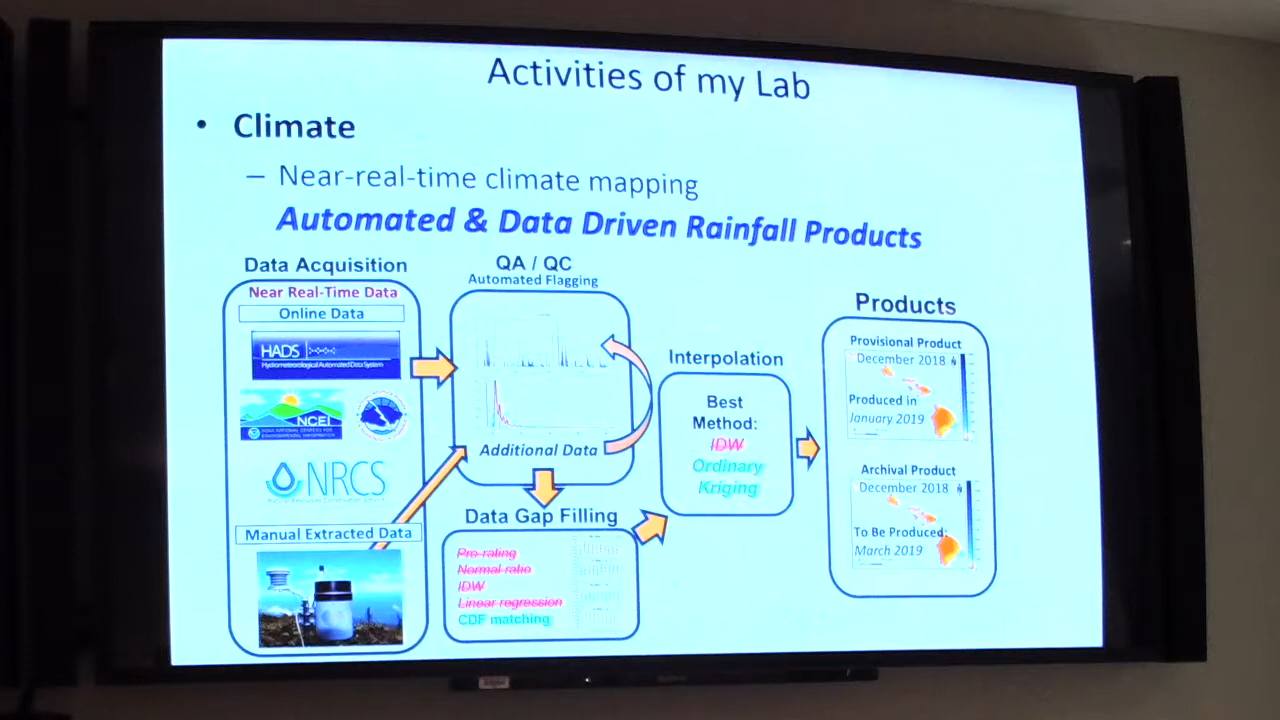 Activities of my Lab
• Climate
– Near-real-time climate mapping
Automated & Data Driven Rainfall Products
Data Acquisition
Near Real-Time Data
Online Data
HADS
Hydrometeorological Automated Data System
NCEI
NOAA NATIONAL CENTERS FOR
ENVIRONMENTAL INFORMATION
NRCS
Natural Resources Conservation Service
Manual Extracted Data
QA / QC
Automated Flagging
Additional Data
Data Gap Filling
Pro-rating
Normal ratio
IDW
Linear regression
CDF matching
Interpolation
Best
Method:
IDW
Ordinary
Kriging
Products
Provisional Product
December 2018
Produced in
January 2019
Archival Product
December 2018
To Be Produced:
March 2019